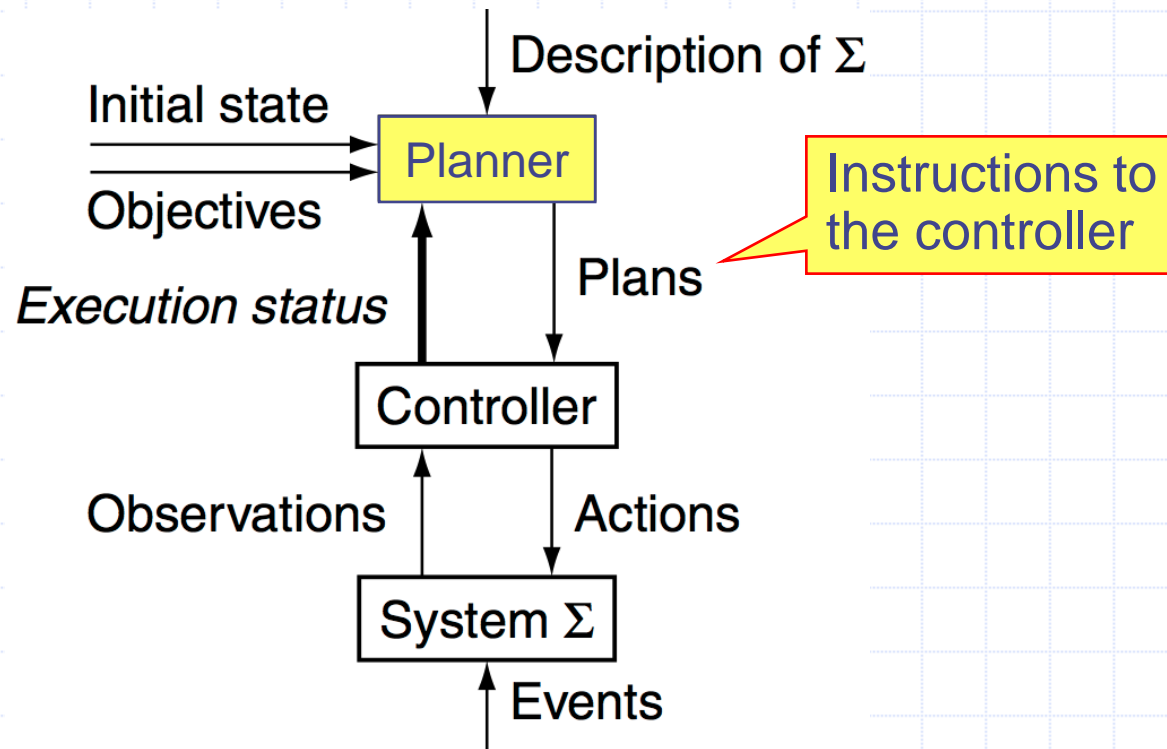 Description of Σ
Initial state
Planner
Objectives
Instructions to
the controller
Plans
Execution status
Controller
Observations
Actions
System Σ
Events